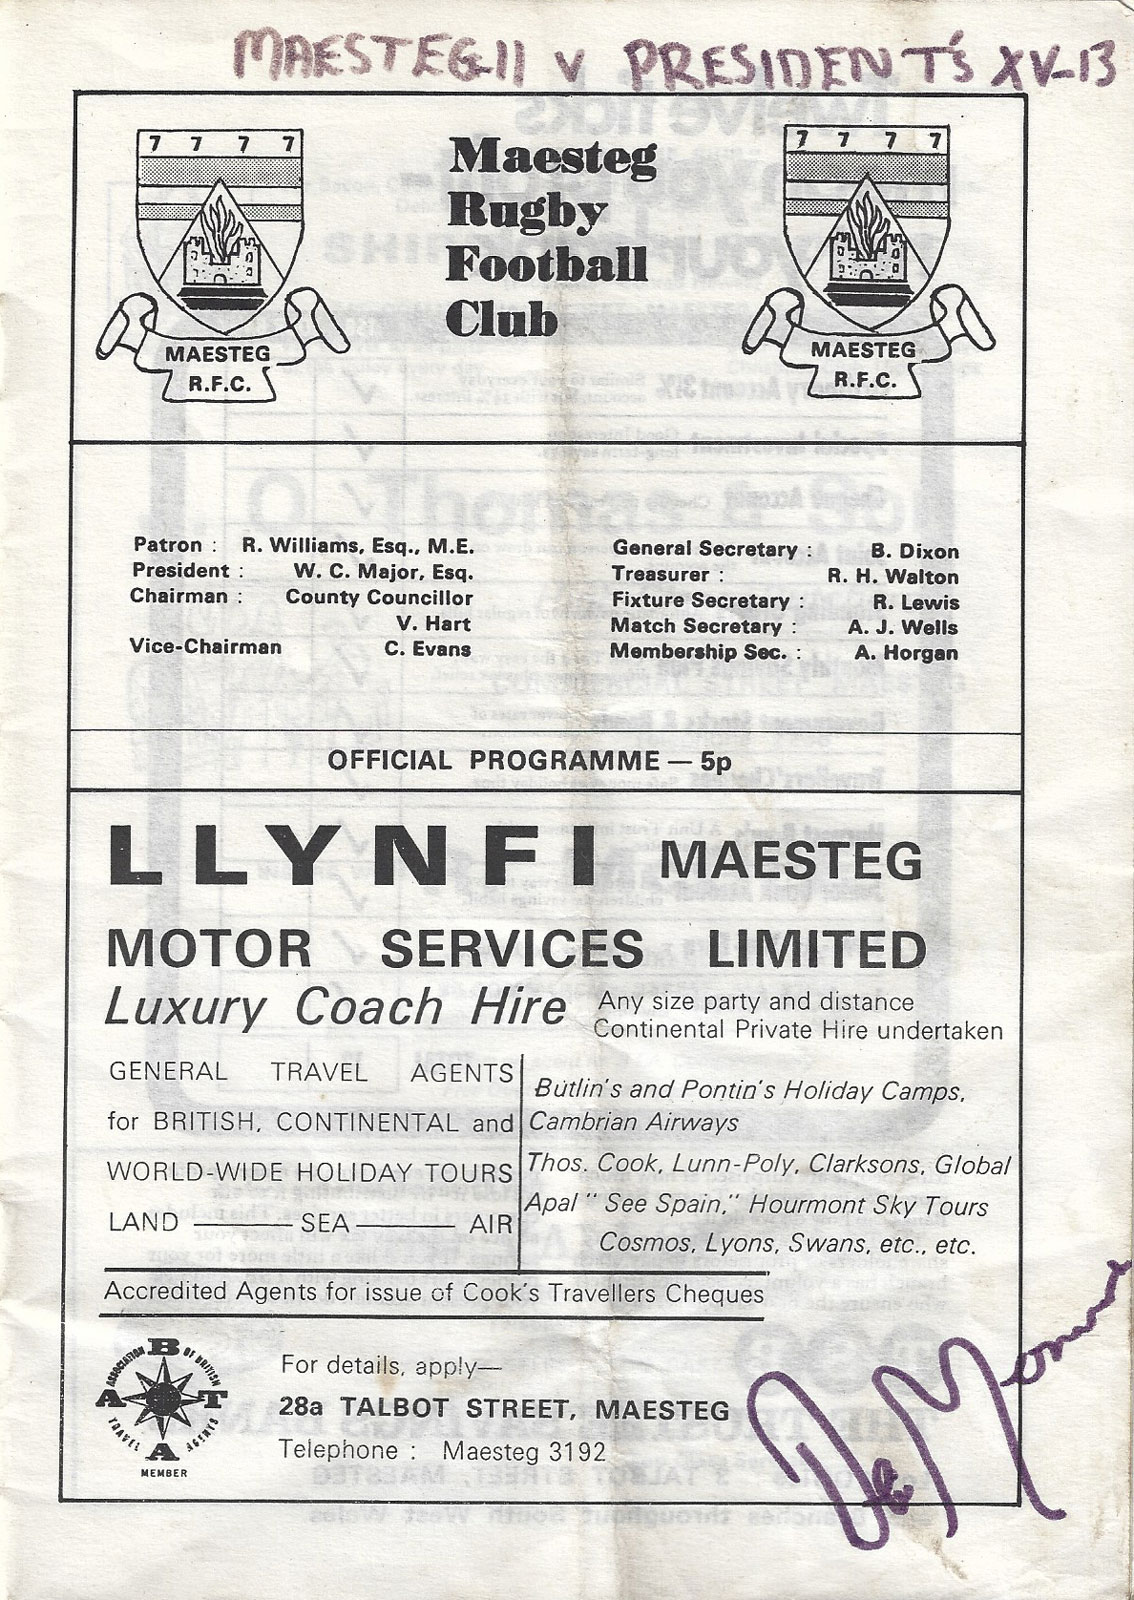 MAESTEG 11 V PRESIDENT'S XV-13
7 7 7 7
MAESTEG
R.F.C.
Maesteg
Rugby
Football
Club
7 7 7 7
MAESTEG
R.F.C.
Patron : R. Williams, Esq., M.E.
President : W. C. Major, Esq.
Chairman : County Councillor
V. Hart
Vice-Chairman C. Evans
General Secretary : B. Dixon
Treasurer : R. H. Walton
Fixture Secretary : R. Lewis
Match Secretary : A. J. Wells
Membership Sec. : A. Horgan
OFFICIAL PROGRAMME — 5p
LLYNFI MAESTEG
MOTOR SERVICES LIMITED
Luxury Coach Hire
Any size party and distance
Continental Private Hire undertaken
GENERAL TRAVEL AGENTS
for BRITISH, CONTINENTAL and
WORLD-WIDE HOLIDAY TOURS
LAND — SEA — AIR
Butlin's and Pontin's Holiday Camps,
Cambrian Airways
Thos. Cook, Lunn-Poly, Clarksons, Global
Apal " See Spain," Hourmont Sky Tours
Cosmos, Lyons, Swans, etc., etc.
Accredited Agents for issue of Cook's Travellers Cheques
ASSOCIATION OF BRITISH
TRAVEL AGENTS
A B T A
MEMBER
For details, apply—
28a TALBOT STREET, MAESTEG
Telephone : Maesteg 3192